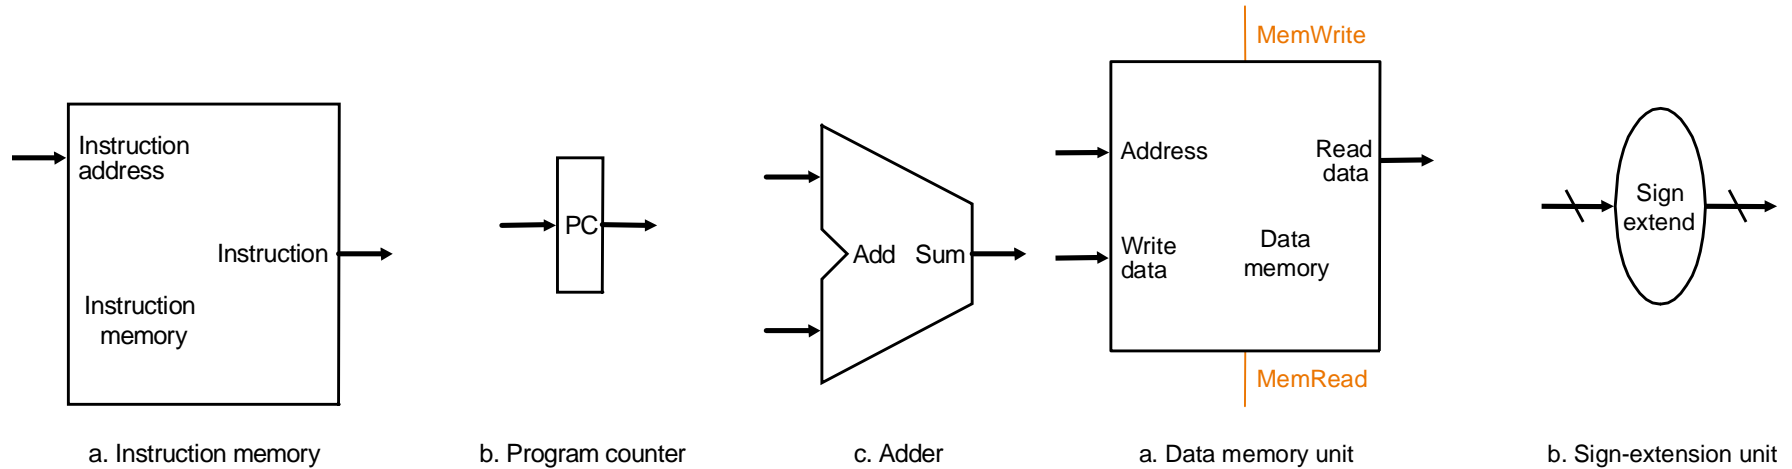 Instruction
address
Instruction
Instruction
memory
a. Instruction memory
PC
b. Program counter
Add Sum
c. Adder
MemWrite
Address
Read
data
Write
data
Data
memory
MemRead
a. Data memory unit
Sign
extend
b. Sign-extension unit